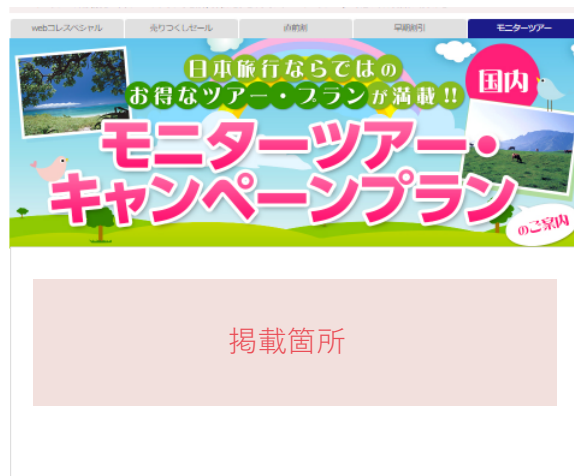 webコレスペシャル
売りつくしセール
直前割
早期割引
モニターツアー
日本旅行ならではの
お得なツアー・プランが満載!!
国内
モニターツアー・
キャンペーンプラン
のご案内
掲載箇所